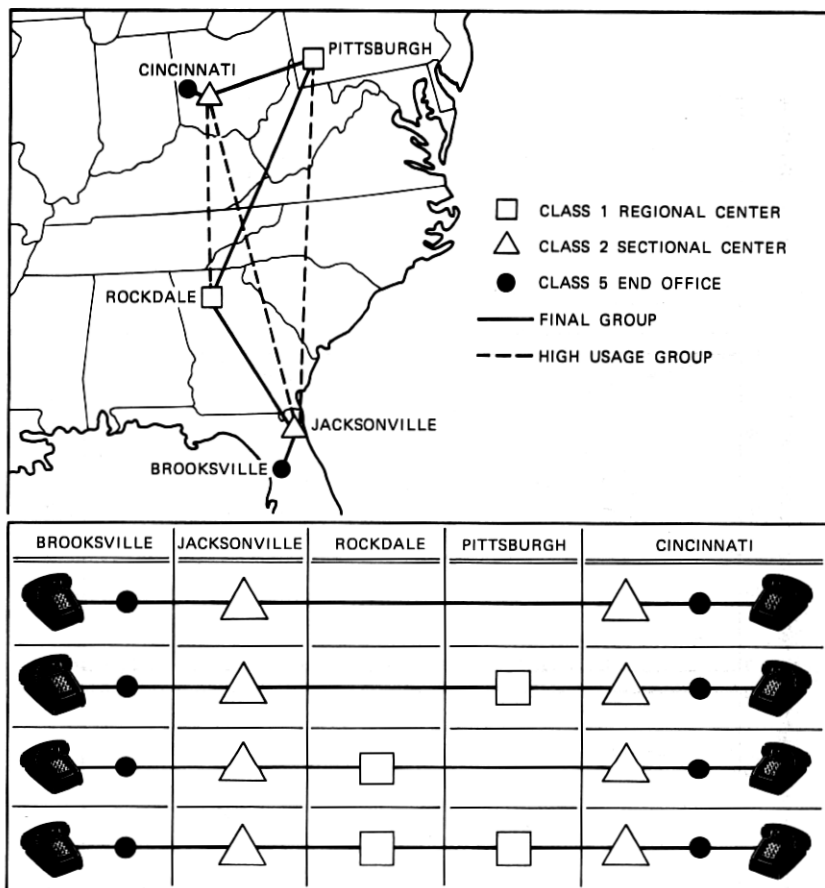 PITTSBURGH
CINCINNATI
CLASS 1 REGIONAL CENTER
CLASS 2 SECTIONAL CENTER
CLASS 5 END OFFICE
ROCKDALE
FINAL GROUP
HIGH USAGE GROUP
JACKSONVILLE
BROOKSVILLE
BROOKSVILLE JACKSONVILLE ROCKDALE PITTSBURGH CINCINNATI